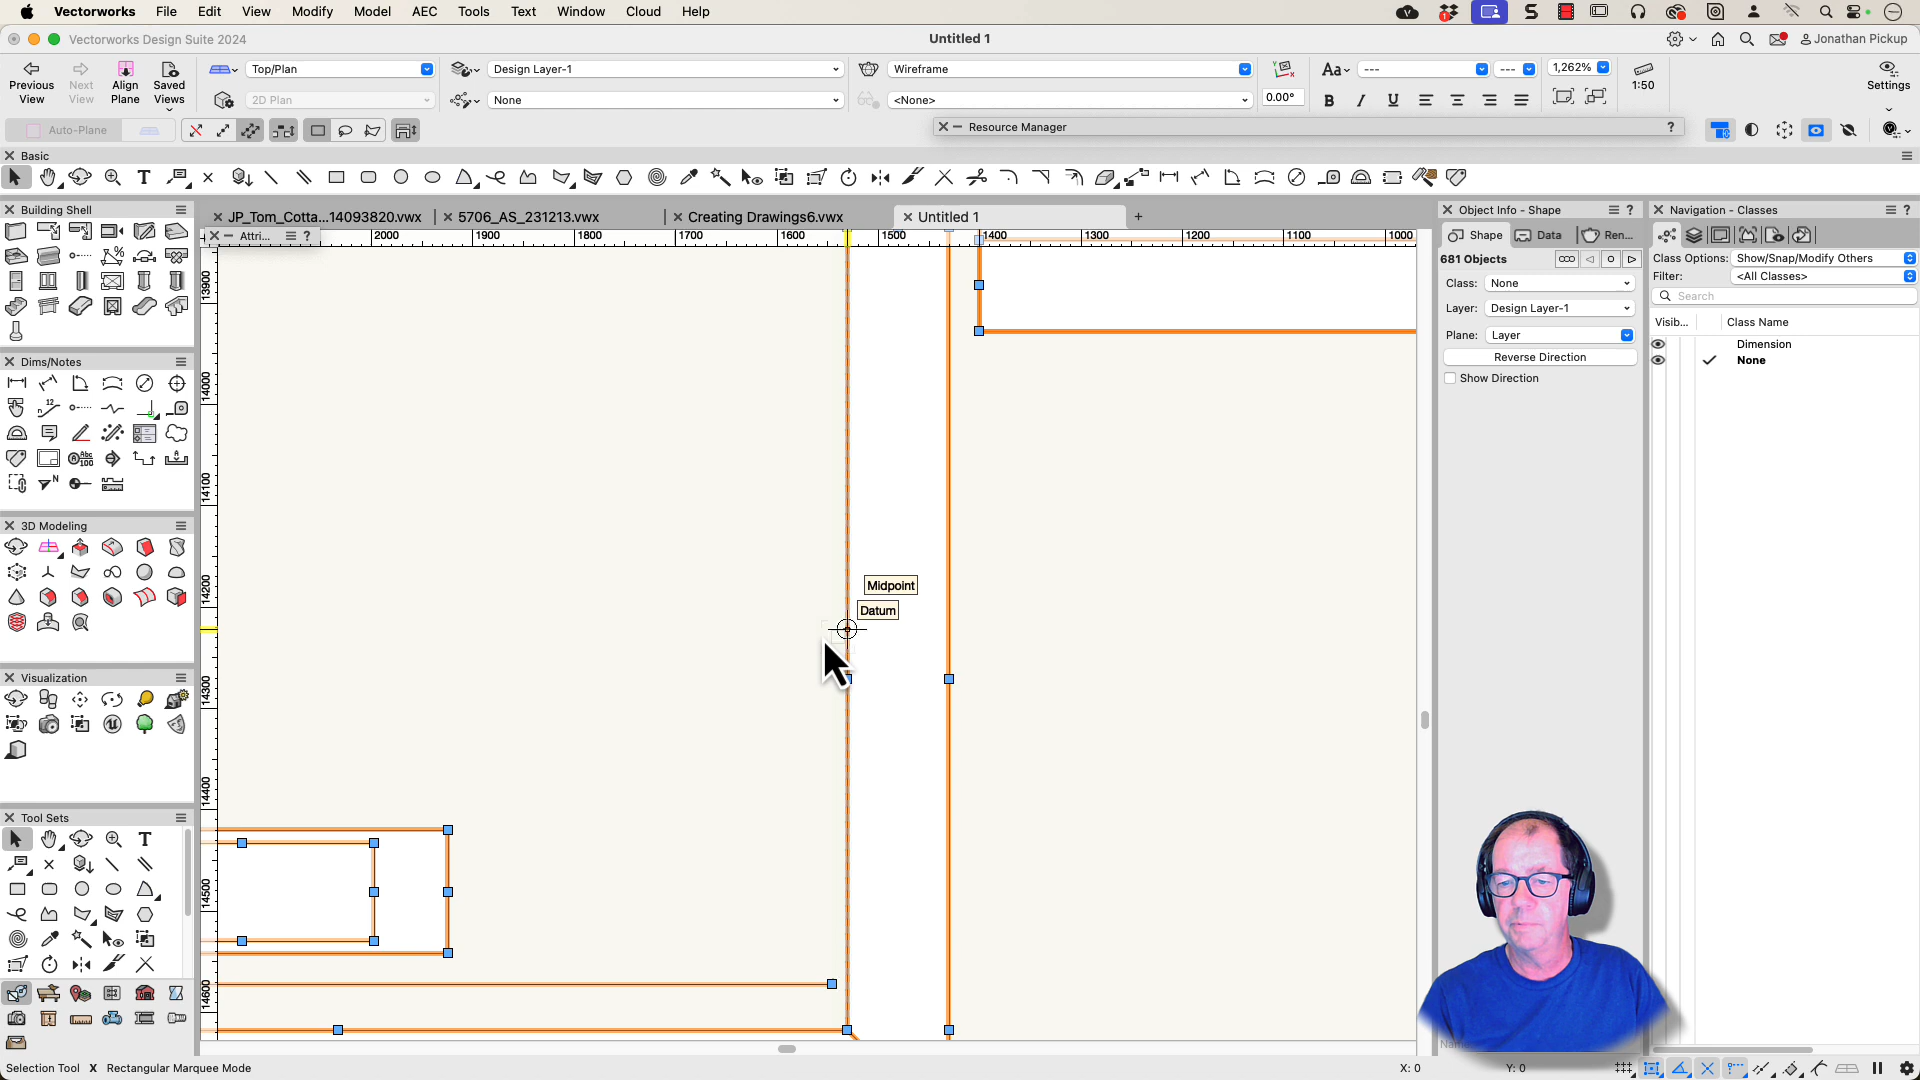 Vectorworks File Edit View Modify Model AEC Tools Text Window Cloud Help
Vectorworks Design Suite 2024
Untitled 1
Jonathan Pickup
Previous View
Next View
Align Plane
Saved Views
Top/Plan
2D Plan
Design Layer-1
None
Wireframe
<None>
0.00°
Aa
---
---
1,262%
1:50
B I U
Settings
Auto-Plane
Resource Manager ?
Basic
Building Shell
JP_Tom_Cotta...14093820.vwx
5706_AS_231213.vwx
Creating Drawings6.vwx
Untitled 1
+
Attri... ?
2000 1900 1800 1700 1600 1500 1400 1300 1200 1100 1000
13900
14000
14100
14200
14300
14400
14500
14600
Dims/Notes
3D Modeling
Visualization
Tool Sets
Midpoint
Datum
Object Info - Shape ?
Shape Data Ren...
681 Objects
Class: None
Layer: Design Layer-1
Plane: Layer
Reverse Direction
Show Direction
Navigation - Classes ?
Class Options: Show/Snap/Modify Others
Filter: <All Classes>
Search
Visib... Class Name
Dimension
None
Selection Tool X Rectangular Marquee Mode
X: 0 Y: 0